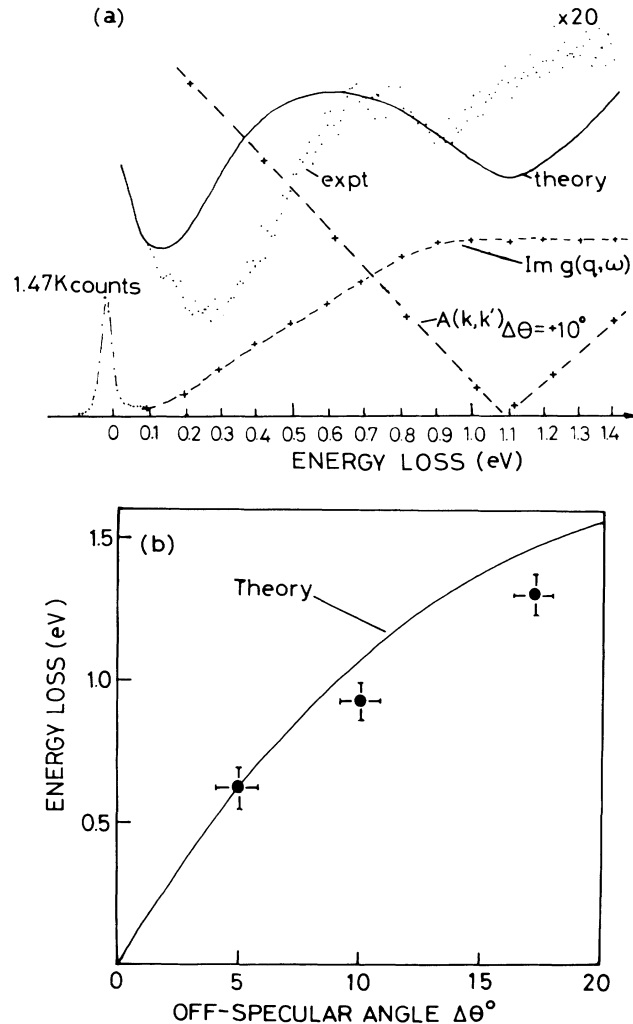 (a)
x20
expt
theory
Im g(q,ω)
1.47K counts
A(k,k')Δθ=+10°
0 0.1 0.2 0.3 0.4 0.5 0.6 0.7 0.8 0.9 1.0 1.1 1.2 1.3 1.4
ENERGY LOSS (eV)
(b)
Theory
1.5
1.0
0.5
0
ENERGY LOSS (eV)
0 5 10 15 20
OFF-SPECULAR ANGLE Δθ°